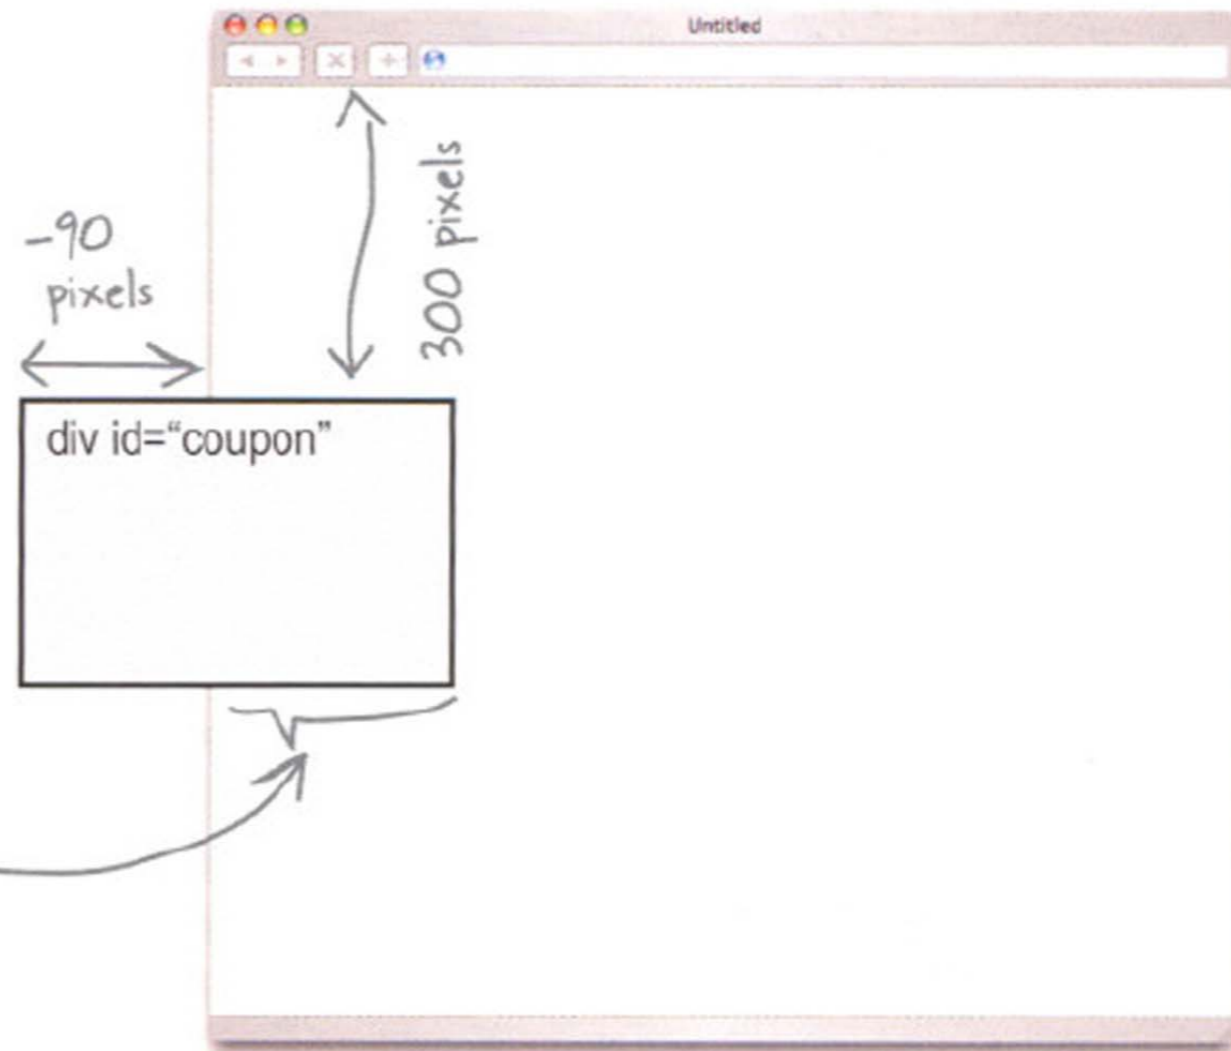 Untitled
-90
pixels
300 pixels
div id=“coupon”